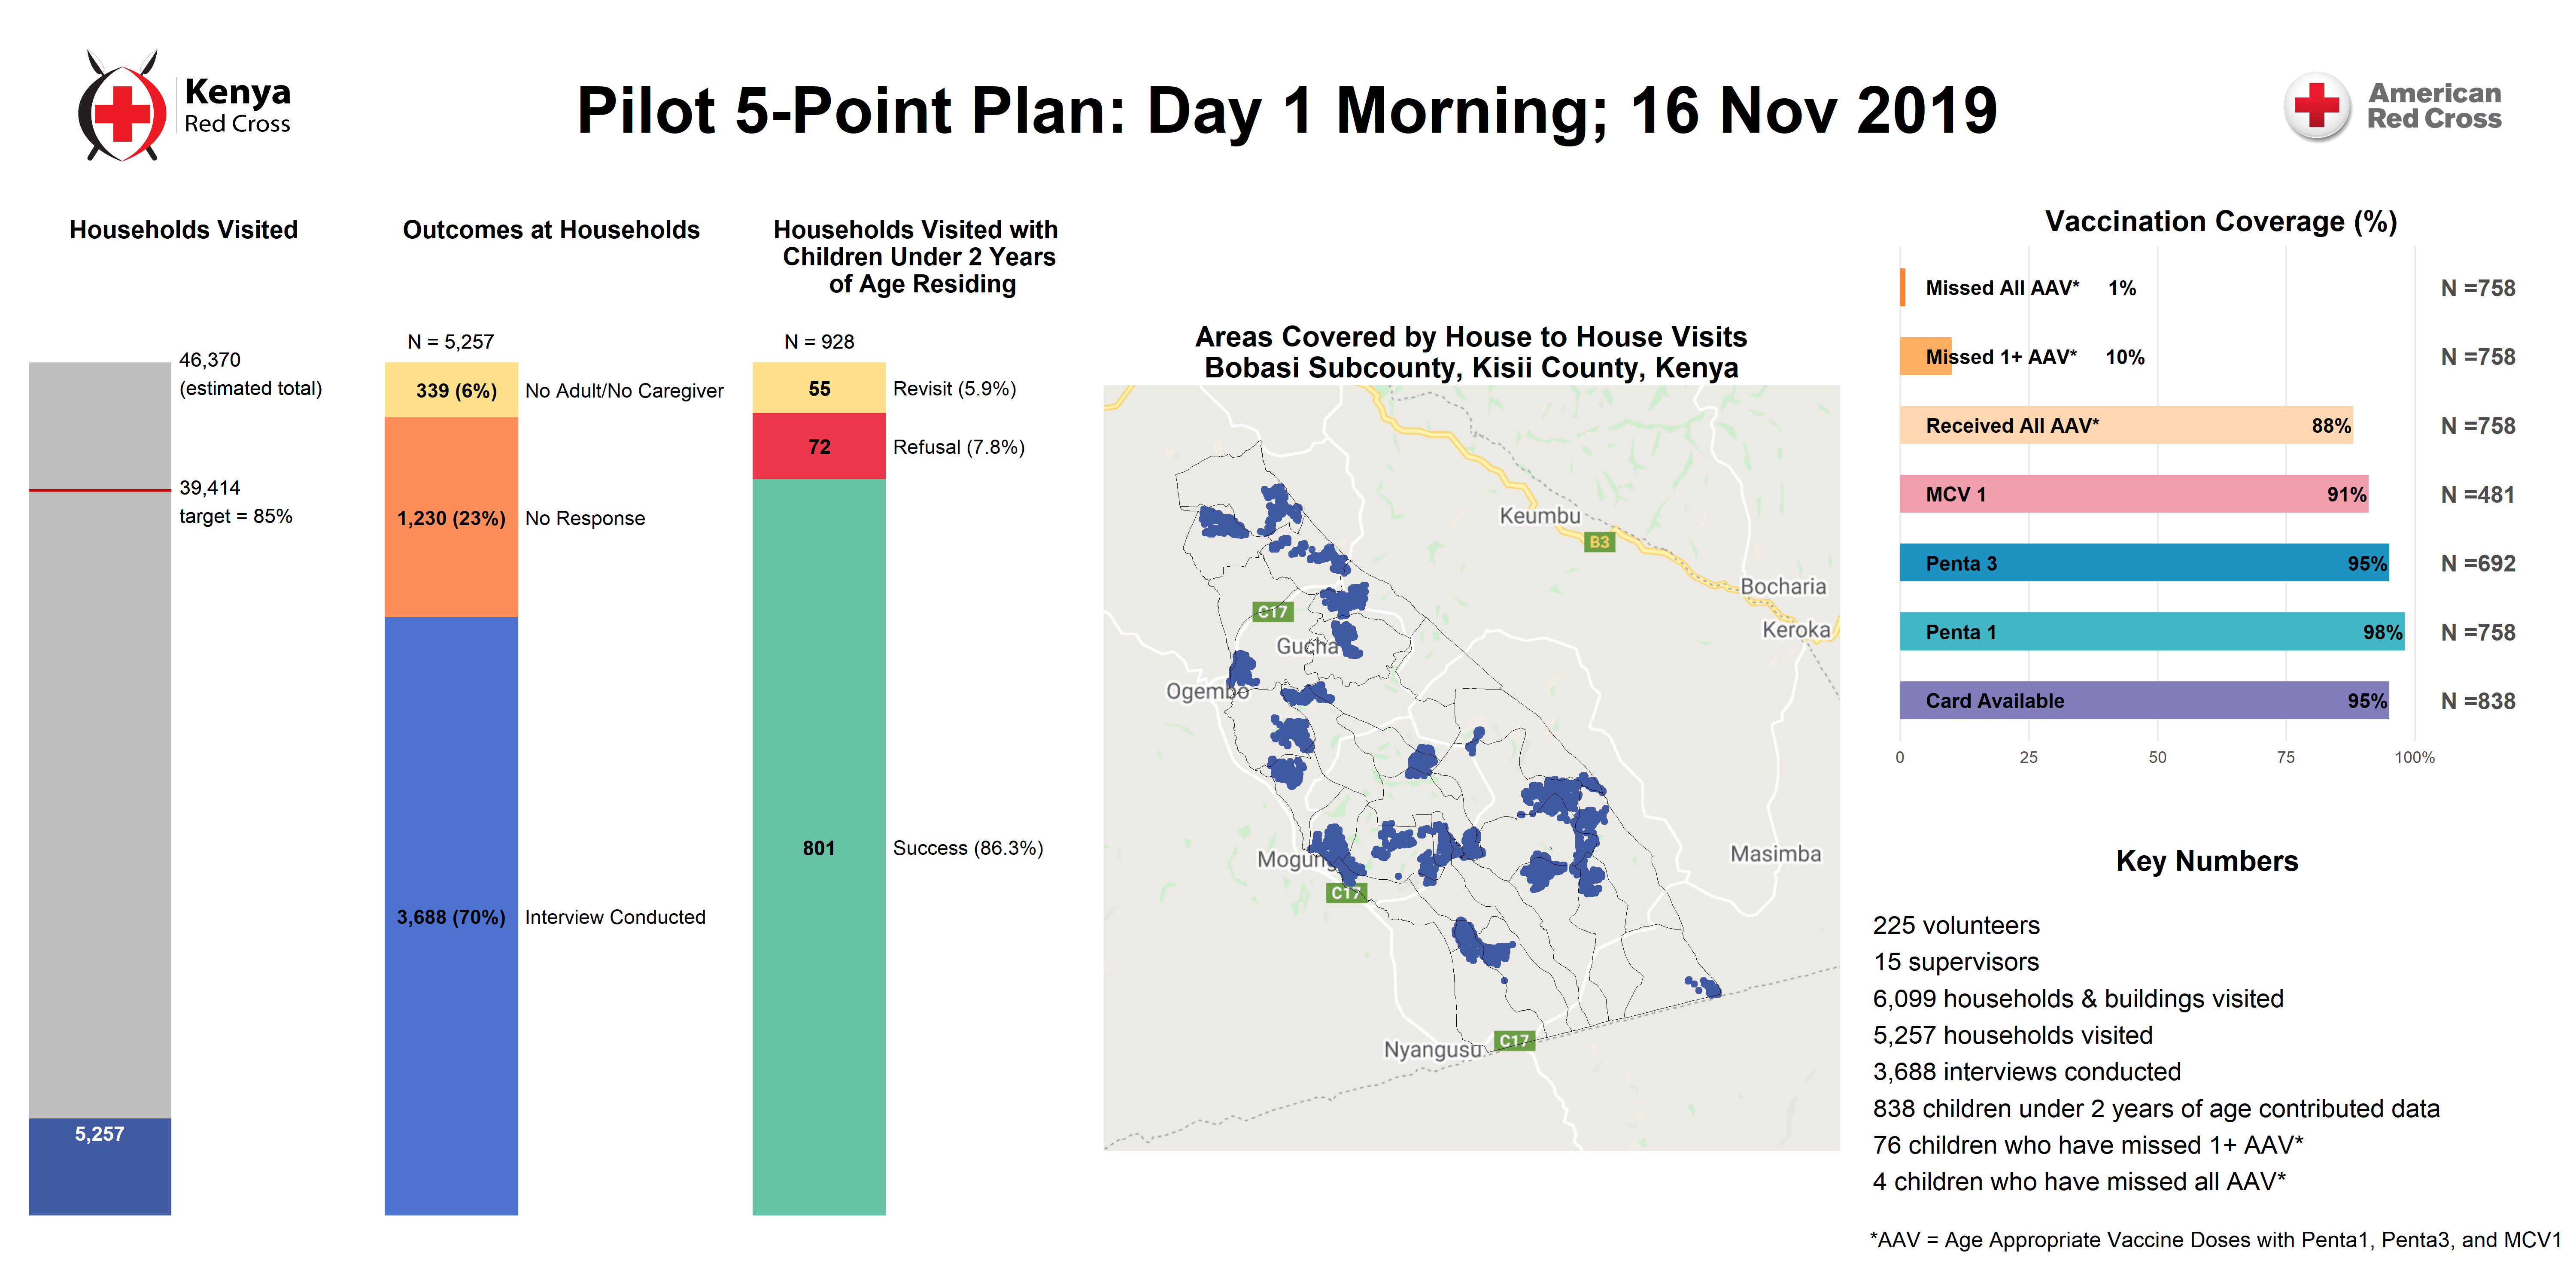 Kenya
Red Cross
Pilot 5-Point Plan: Day 1 Morning; 16 Nov 2019
American
Red Cross
Households Visited
46,370
(estimated total)
39,414
target = 85%
5,257
Outcomes at Households
N = 5,257
339 (6%) No Adult/No Caregiver
1,230 (23%) No Response
3,688 (70%) Interview Conducted
Households Visited with
Children Under 2 Years
of Age Residing
N = 928
55 Revisit (5.9%)
72 Refusal (7.8%)
801 Success (86.3%)
Areas Covered by House to House Visits
Bobasi Subcounty, Kisii County, Kenya
Keumbu
B3
Bocharia
C17
Keroka
Gucha
Ogembo
Masimba
C17
C17
Nyangusu
Vaccination Coverage (%)
Missed All AAV* 1% N =758
Missed 1+ AAV* 10% N =758
Received All AAV* 88% N =758
MCV 1 91% N =481
Penta 3 95% N =692
Penta 1 98% N =758
Card Available 95% N =838
0 25 50 75 100%
Key Numbers
225 volunteers
15 supervisors
6,099 households & buildings visited
5,257 households visited
3,688 interviews conducted
838 children under 2 years of age contributed data
76 children who have missed 1+ AAV*
4 children who have missed all AAV*
*AAV = Age Appropriate Vaccine Doses with Penta1, Penta3, and MCV1